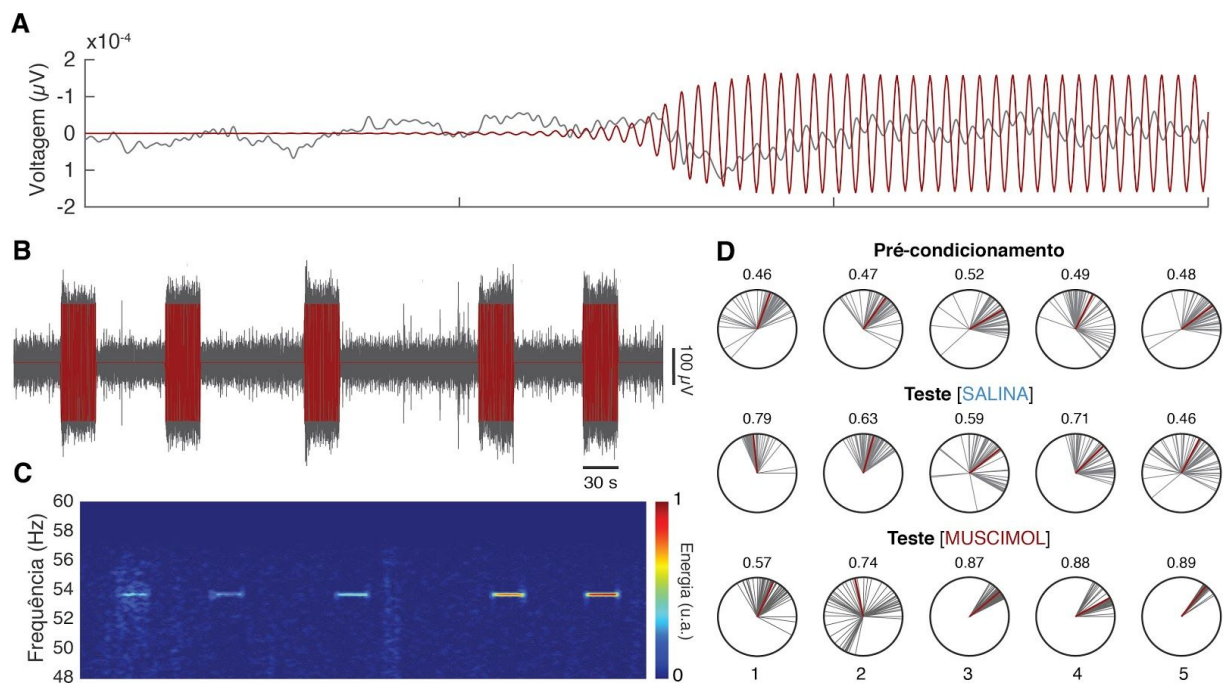 A
x10-4
2
-1
0
1
-2
Voltagem (µV)
B
100 µV
30 s
C
60
58
56
54
52
50
48
Frequência (Hz)
1
0
Energia (u.a.)
D
Pré-condicionamento
0.46 0.47 0.52 0.49 0.48
Teste [SALINA]
0.79 0.63 0.59 0.71 0.46
Teste [MUSCIMOL]
0.57 0.74 0.87 0.88 0.89
1 2 3 4 5